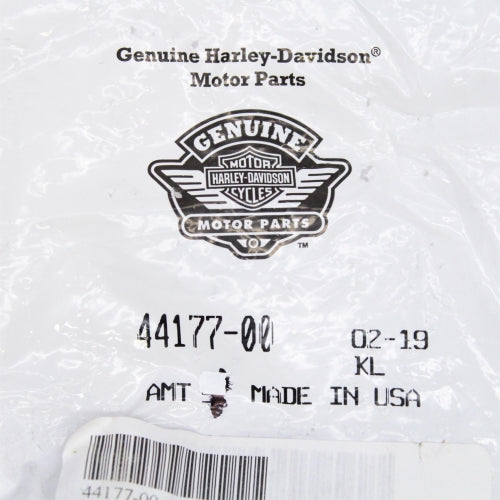 Genuine Harley-Davidson®
Motor Parts
GENUINE
MOTOR
HARLEY-DAVIDSON
CYCLES
MOTOR PARTS
™
44177-00
02-19
KL
AMT
MADE IN USA
44177-00